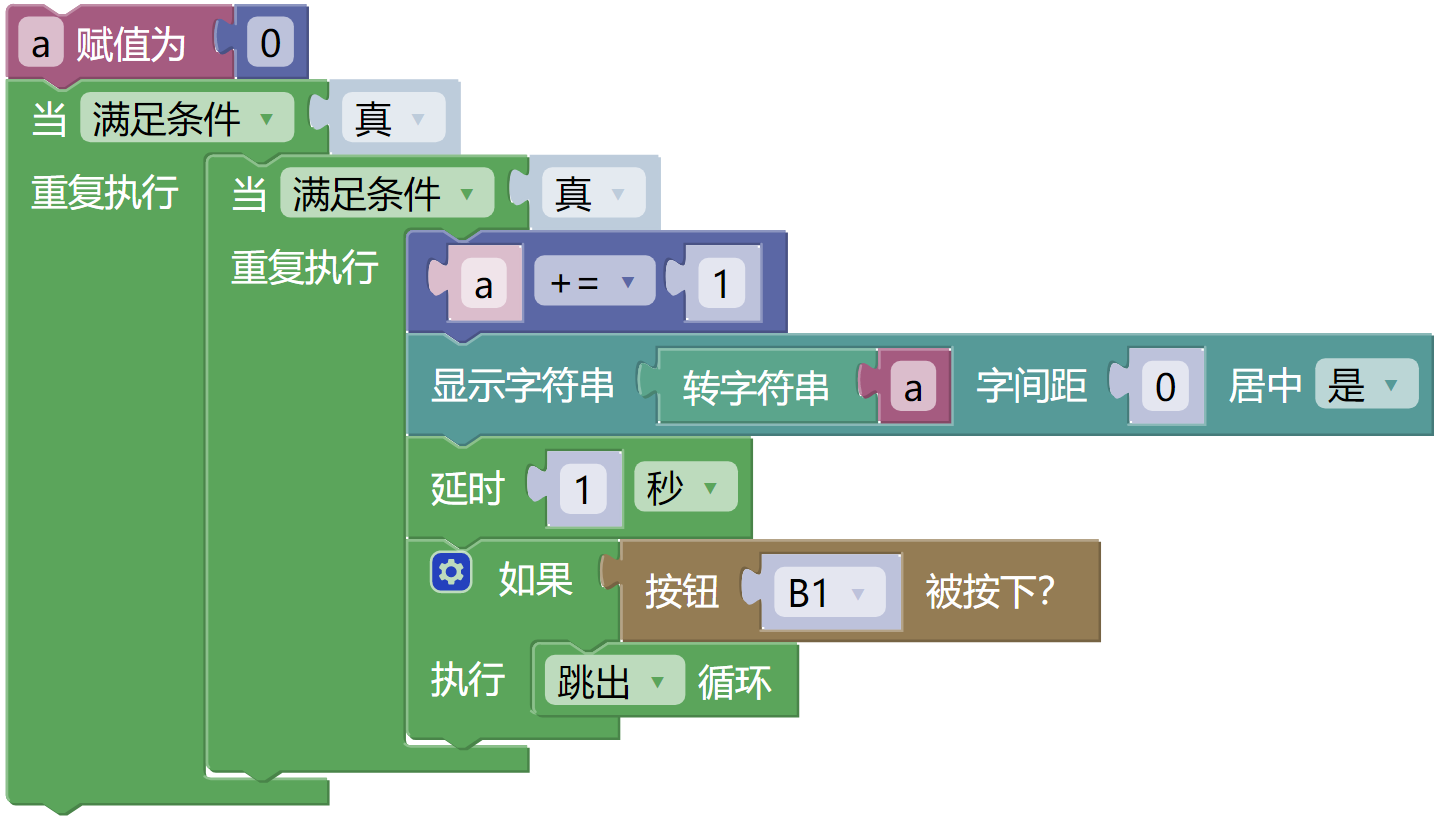 a 赋值为 0
当 满足条件 真
重复执行 当 满足条件 真
重复执行 a += 1
显示字符串 转字符串 a 字间距 0 居中 是
延时 1 秒
如果 按钮 B1 被按下?
执行 跳出 循环